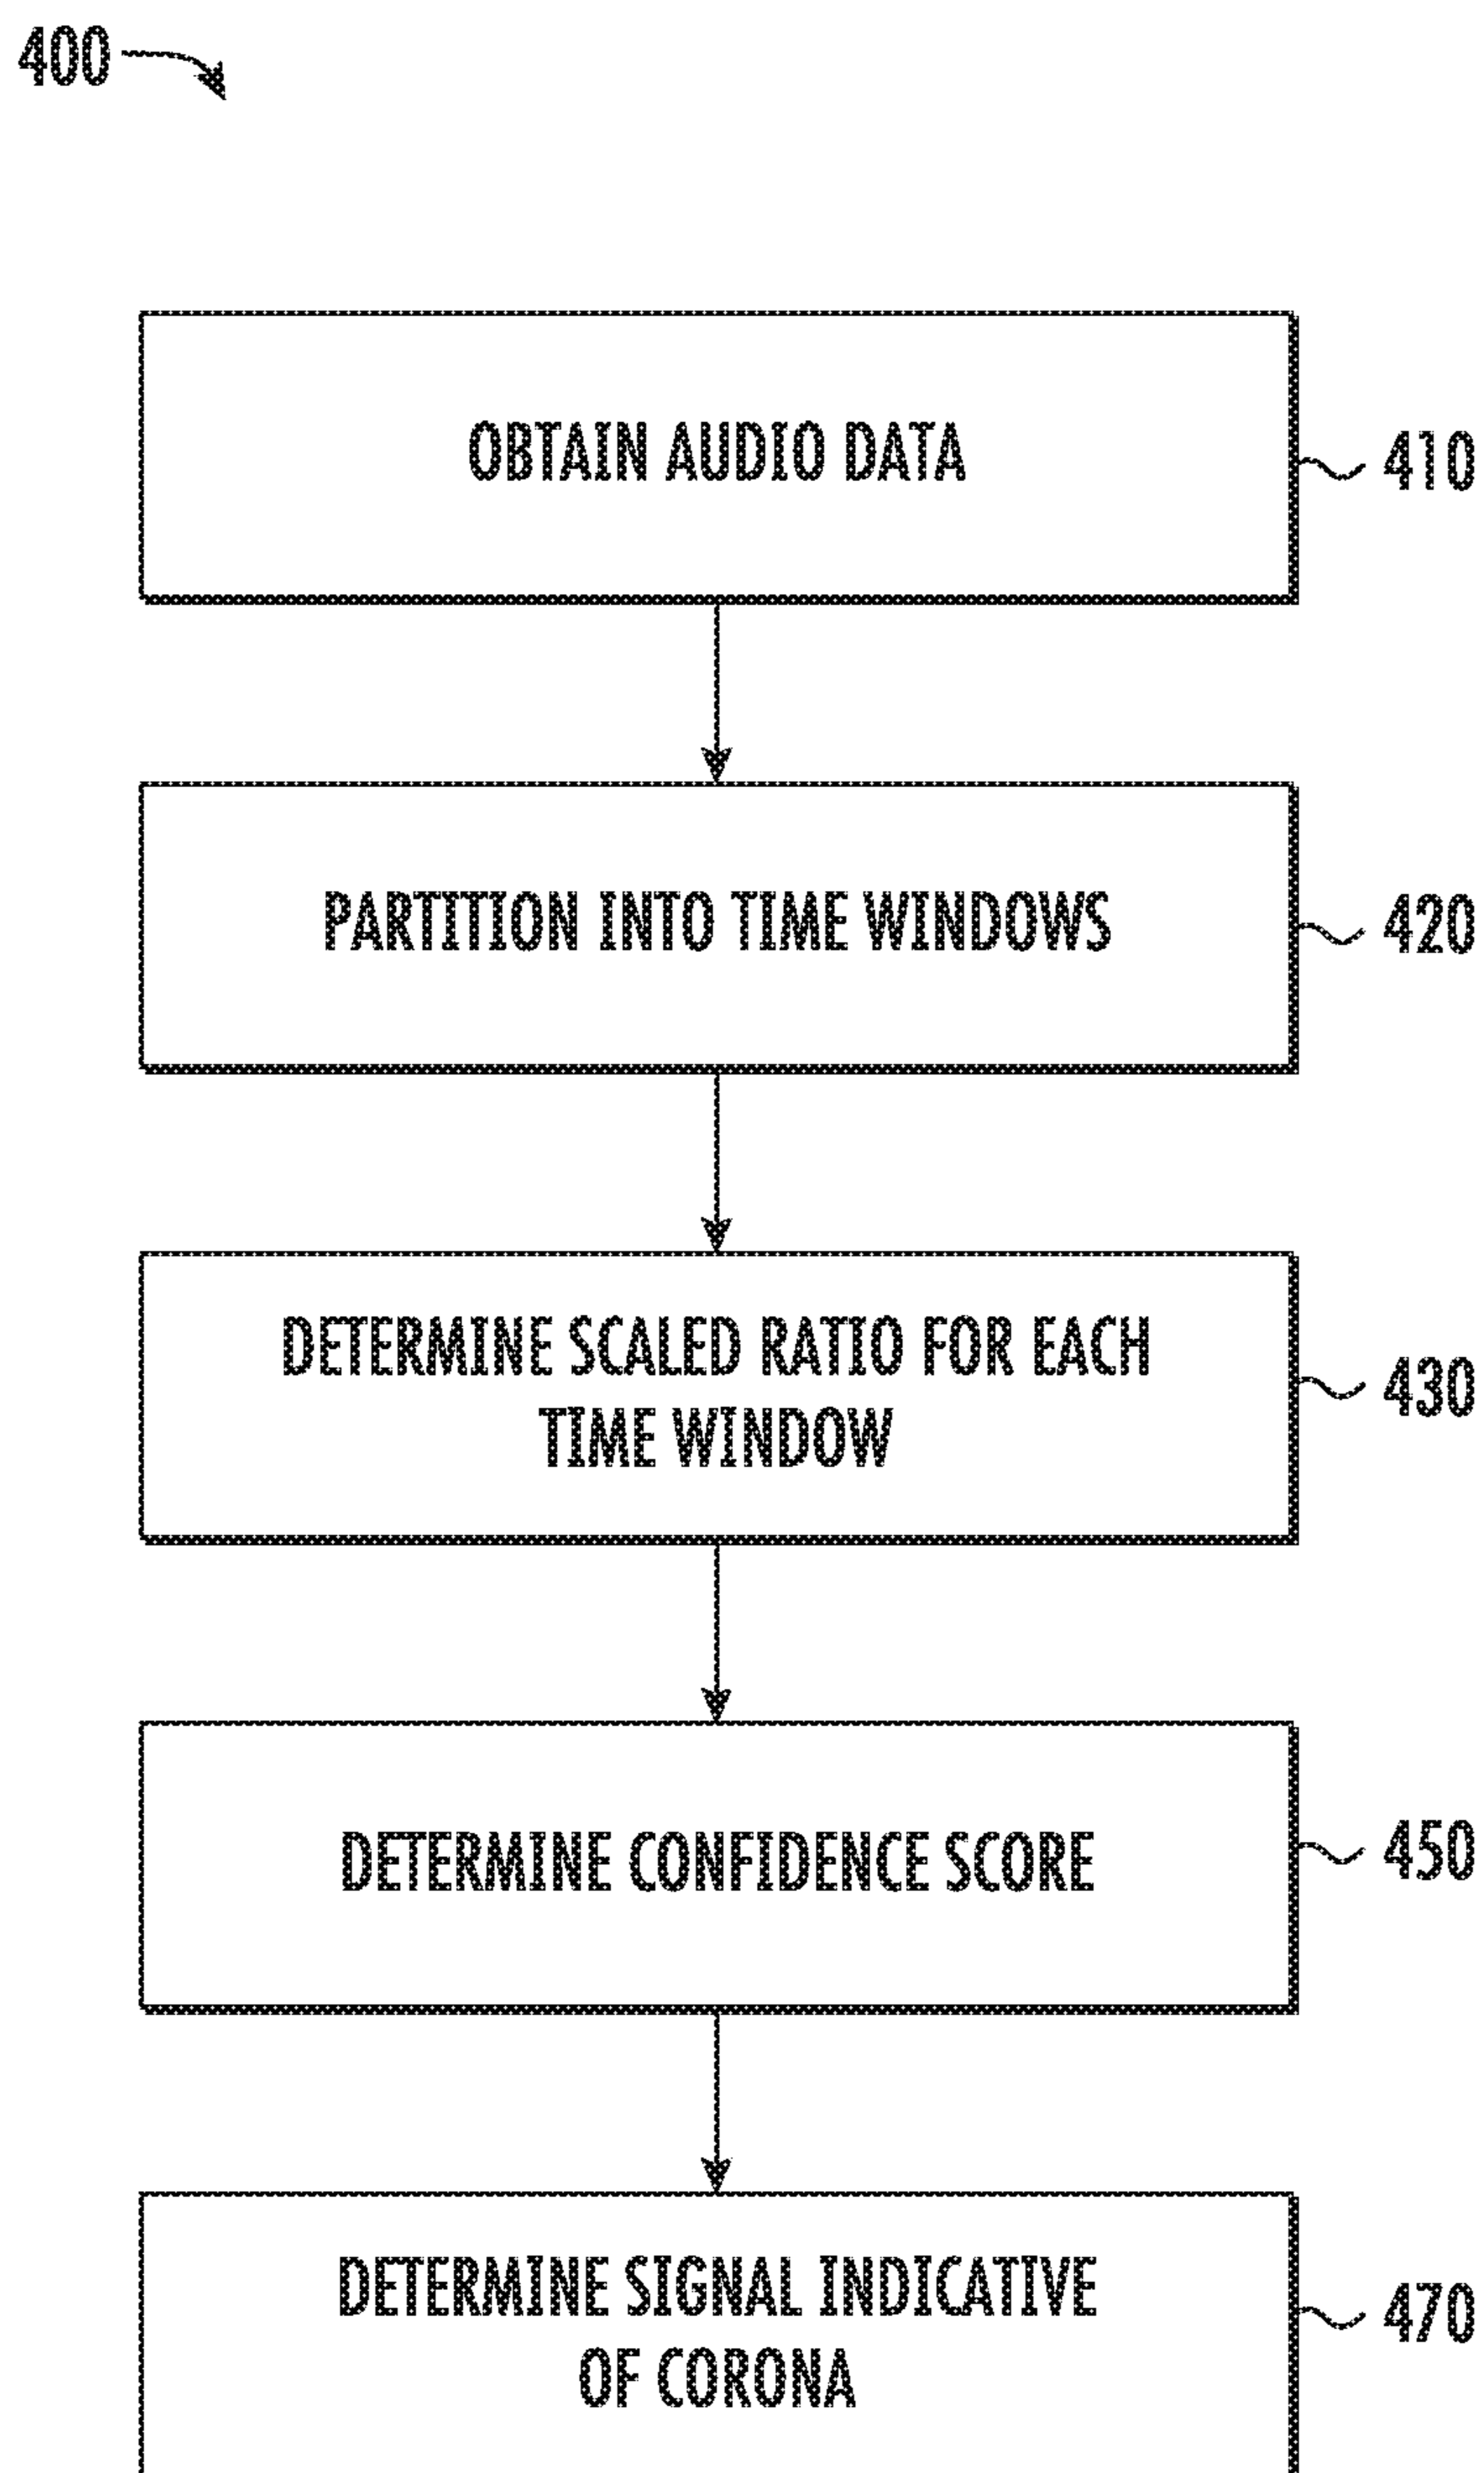 400
OBTAIN AUDIO DATA
410
PARTITION INTO TIME WINDOWS
420
DETERMINE SCALED RATIO FOR EACH
TIME WINDOW
430
DETERMINE CONFIDENCE SCORE
450
DETERMINE SIGNAL INDICATIVE
OF CORONA
470